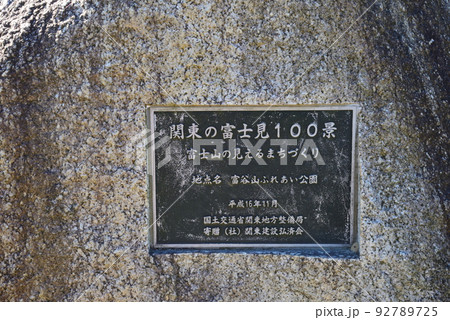 関東の富士見100景
富士山の見えるまちづくり
地点名 富谷山ふれあい公園
平成16年11月
国土交通省関東地方整備局
寄贈(社)関東建設弘済会
92789725